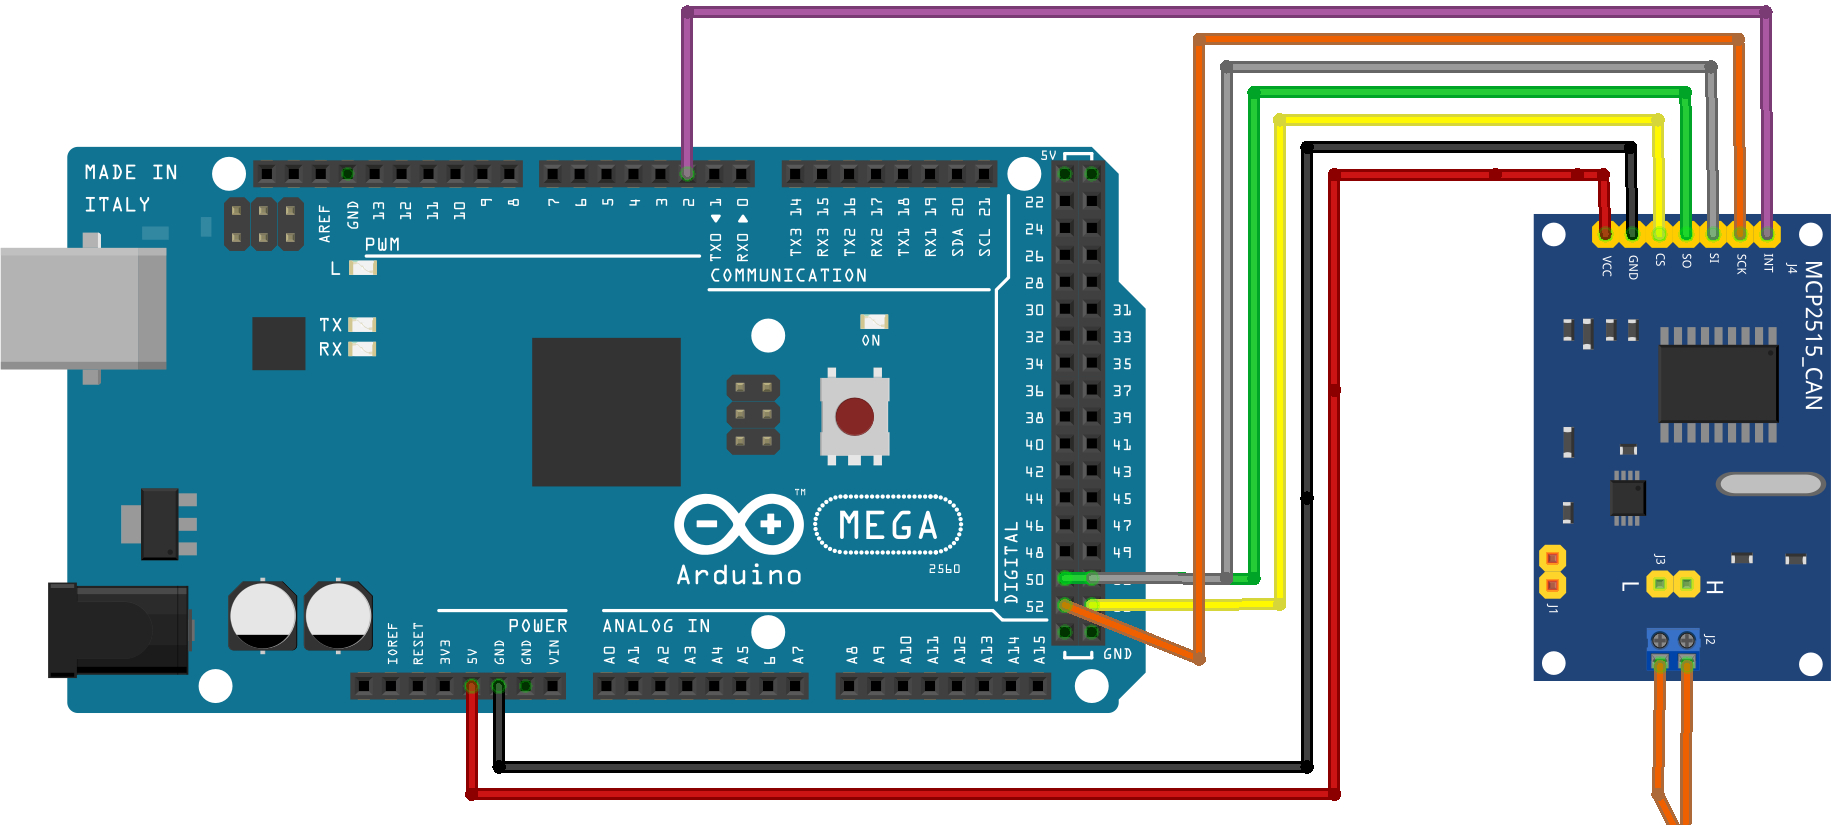 MADE IN
ITALY
AREF
GND
13
12
11
10
9
8
7
6
5
4
3
2
TX0 ◀ 1
RX0 ▶ 0
TX3 14
RX3 15
TX2 16
RX2 17
TX1 18
RX1 19
SDA 20
SCL 21
PWM
L
COMMUNICATION
TX
RX
ON
5V
22
24
26
28
30 31
32 33
34 35
36 37
38 39
40 41
42 43
44 45
46 47
48 49
50
52
GND
DIGITAL
MEGA
TM
Arduino
2560
POWER
ANALOG IN
IOREF
RESET
3V3
5V
GND
GND
VIN
A0
A1
A2
A3
A4
A5
6
A7
A8
A9
A10
A11
A12
A13
A14
A15
VCC
GND
CS
SO
SI
SCK
INT
J4
MCP2515_CAN
J3
L
H
J1
J2